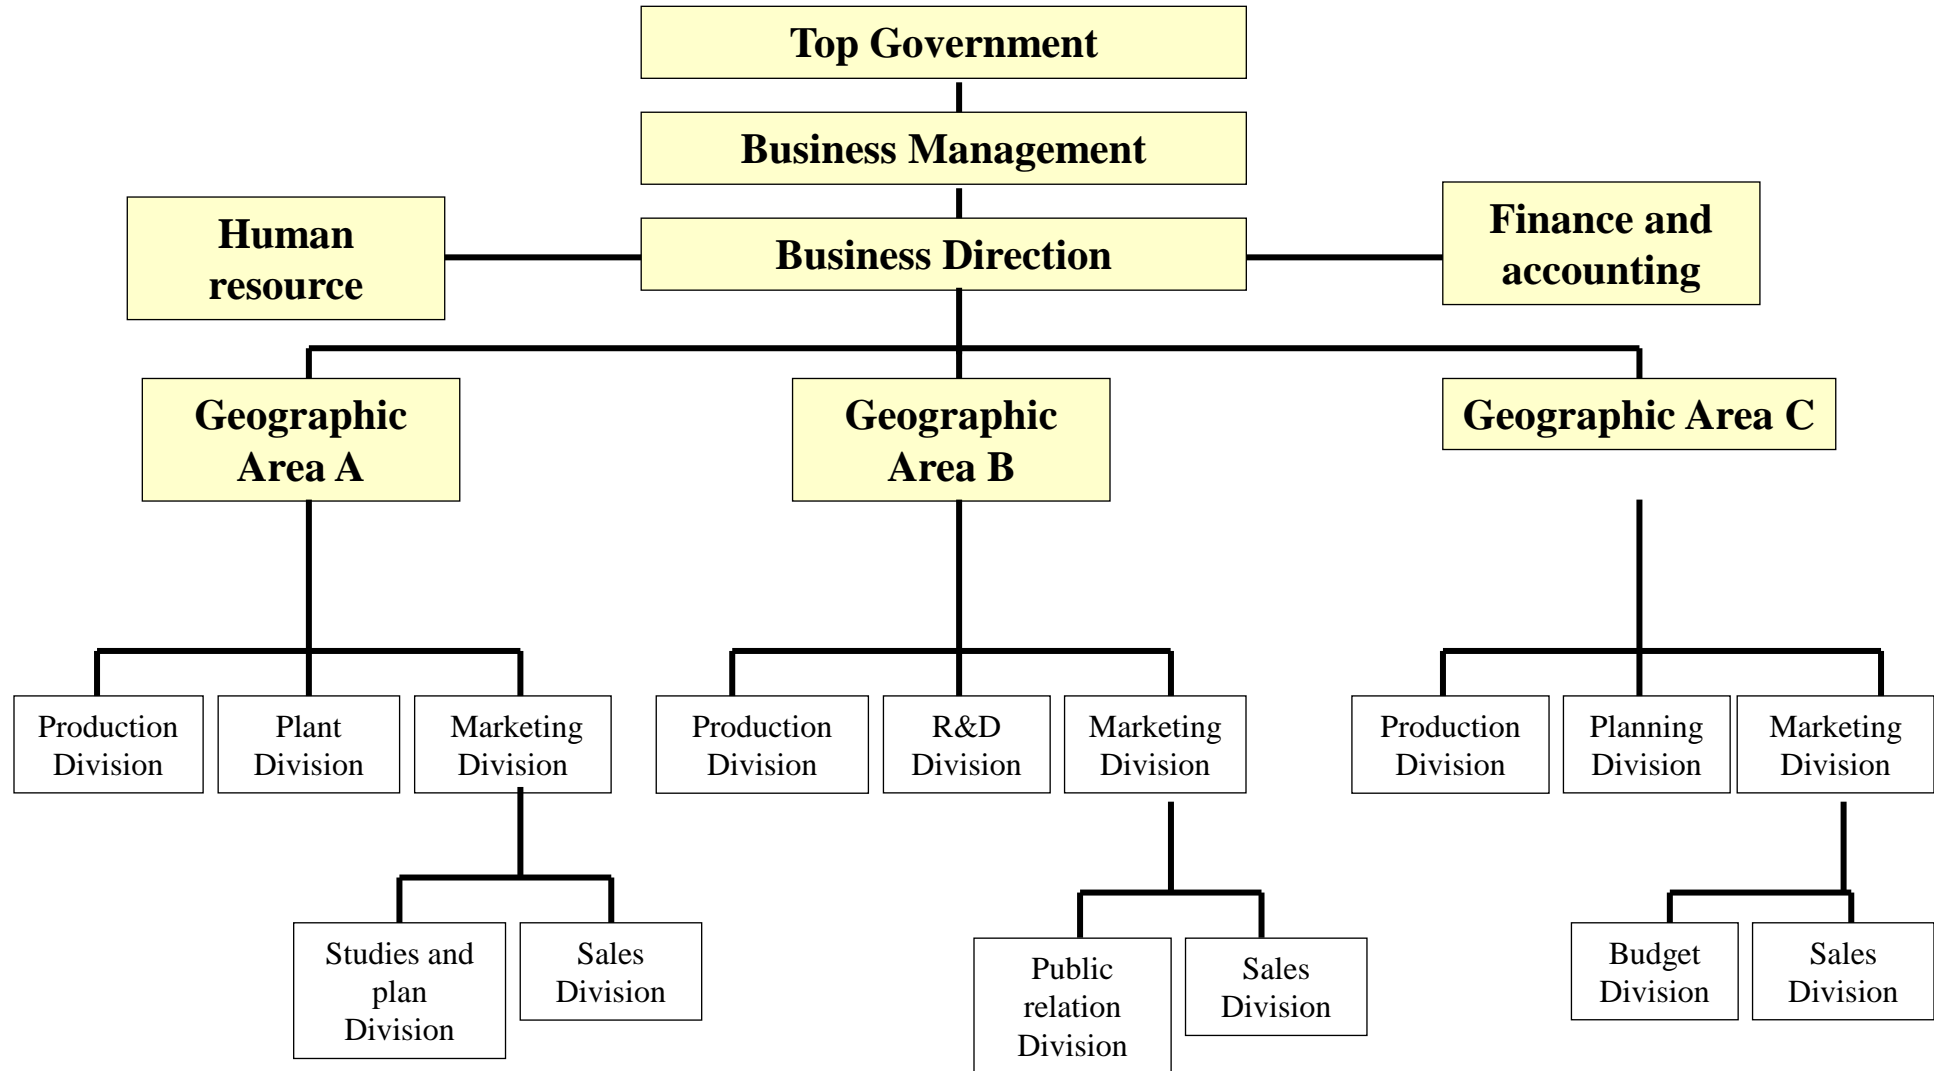 Top Government
Business Management
Human
resource
Business Direction
Finance and
accounting
Geographic
Area A
Geographic
Area B
Geographic Area C
Production
Division
Plant
Division
Marketing
Division
Production
Division
R&D
Division
Marketing
Division
Production
Division
Planning
Division
Marketing
Division
Studies and
plan
Division
Sales
Division
Public
relation
Division
Sales
Division
Budget
Division
Sales
Division